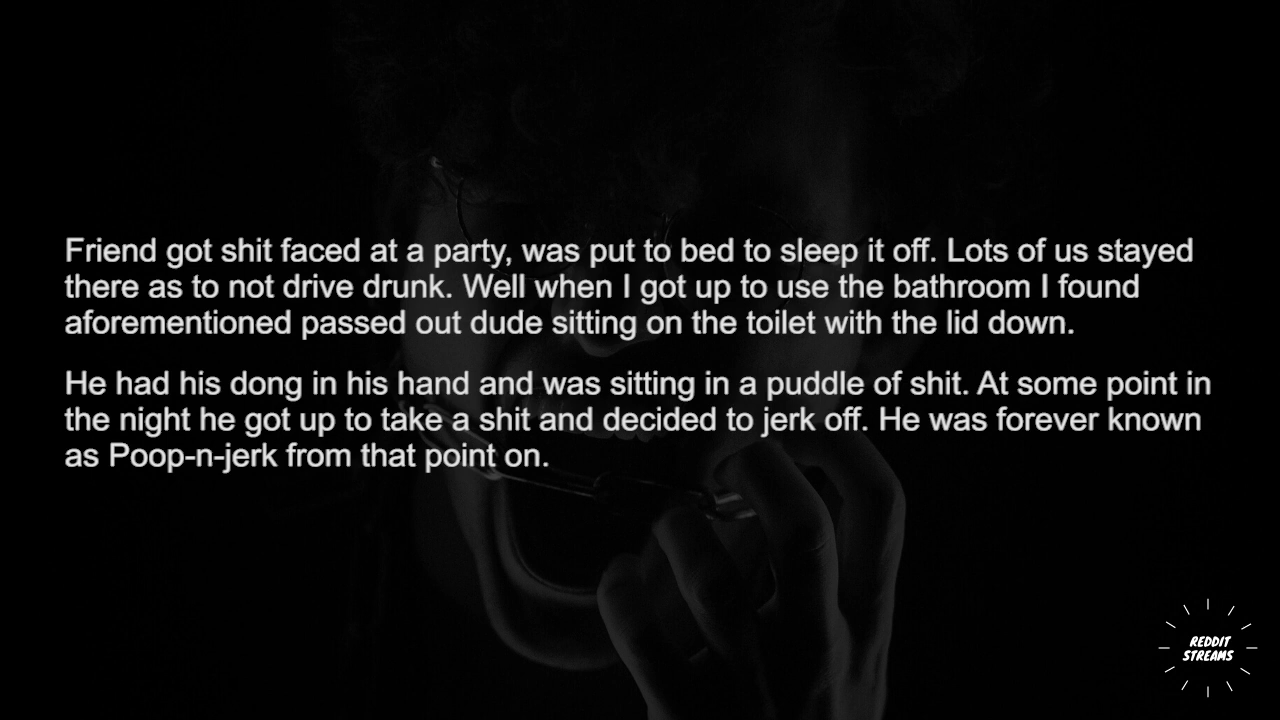 Friend got shit faced at a party, was put to bed to sleep it off. Lots of us stayed
there as to not drive drunk. Well when I got up to use the bathroom I found
aforementioned passed out dude sitting on the toilet with the lid down.
He had his dong in his hand and was sitting in a puddle of shit. At some point in
the night he got up to take a shit and decided to jerk off. He was forever known
as Poop-n-jerk from that point on.
REDDIT
STREAMS